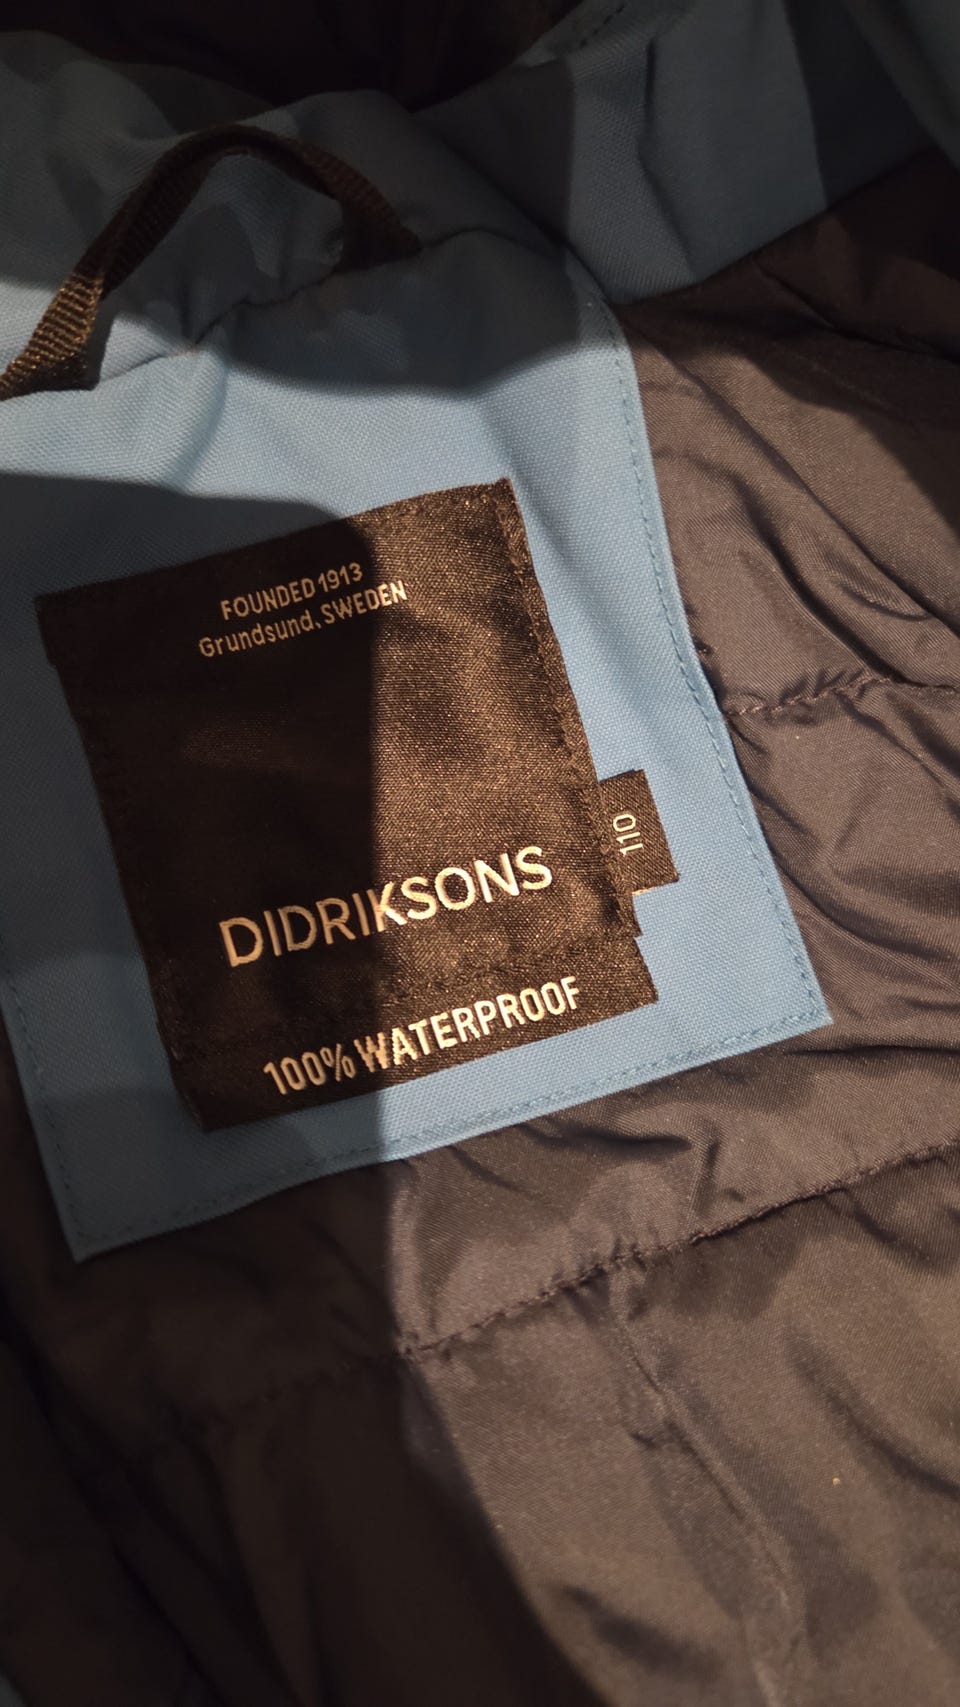 FOUNDED 1913
Grundsund, SWEDEN
110
DIDRIKSONS
100% WATERPROOF